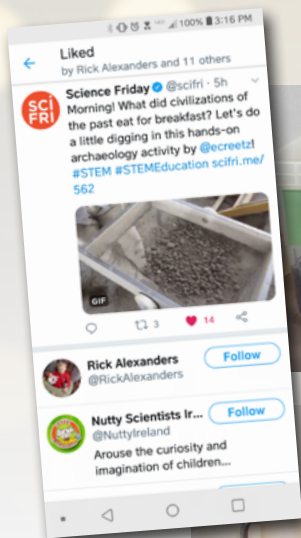 100% 3:16 PM
Liked
by Rick Alexanders and 11 others
SCI
FRI
Science Friday @scifri · 5h
Morning! What did civilizations of
the past eat for breakfast? Let's do
a little digging in this hands-on
archaeology activity by @ecreetz!
#STEM #STEMEducation scifri.me/
562
GIF
3
14
Rick Alexanders
@RickAlexanders
Follow
Nutty Scientists Ir...
@NuttyIreland
Follow
Arouse the curiosity and
imagination of children...